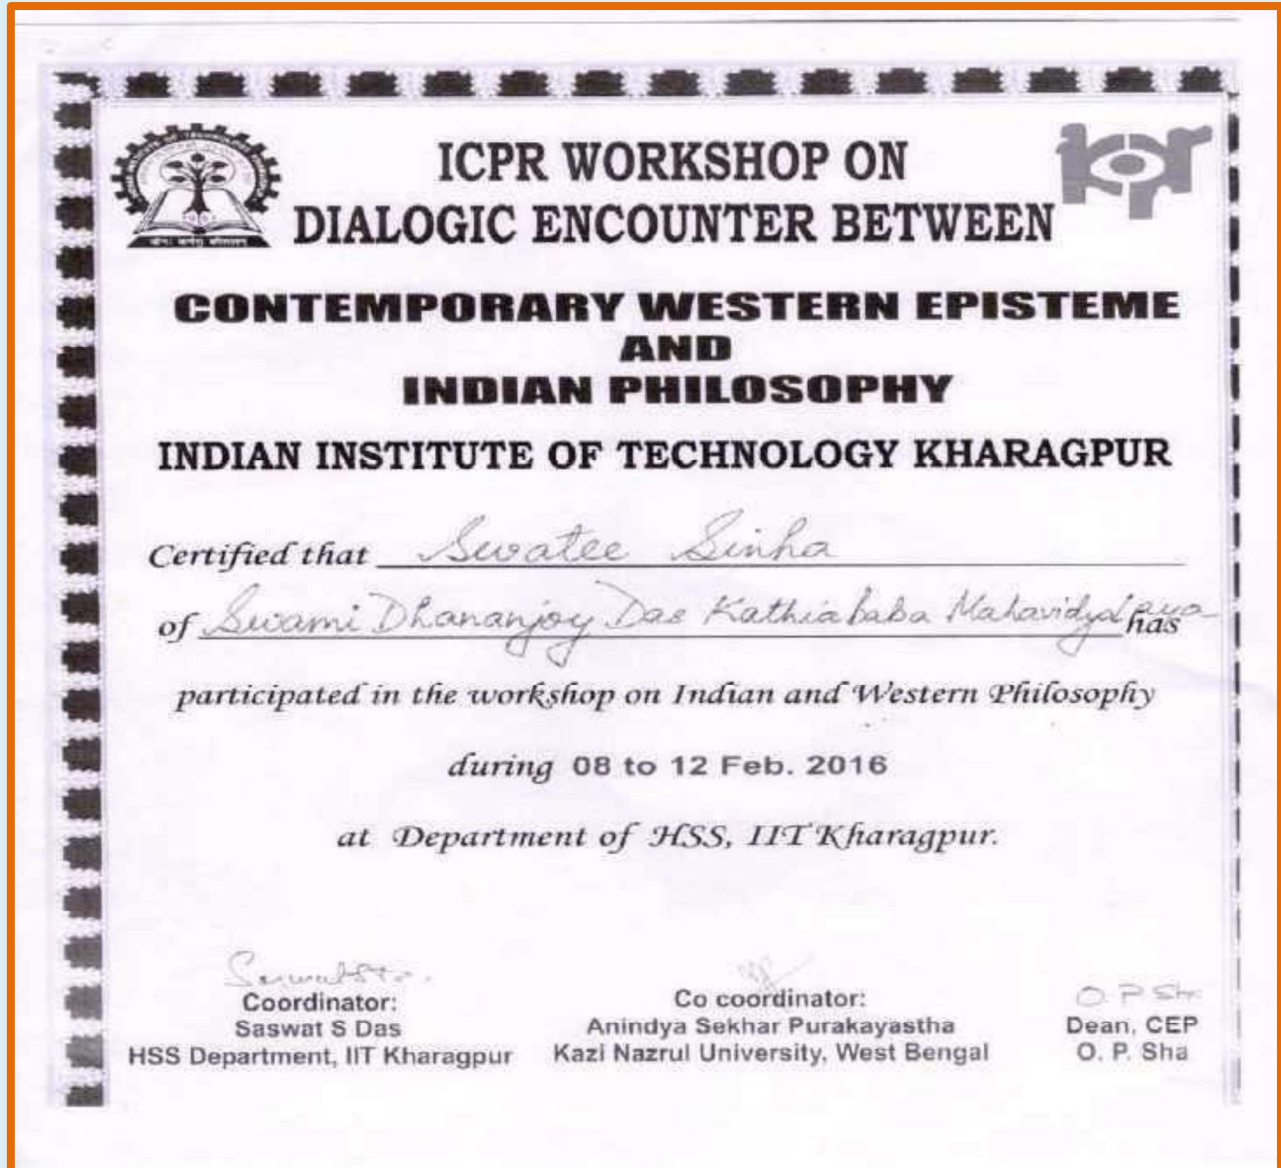 ICPR WORKSHOP ON
DIALOGIC ENCOUNTER BETWEEN
icpr
CONTEMPORARY WESTERN EPISTEME
AND
INDIAN PHILOSOPHY
INDIAN INSTITUTE OF TECHNOLOGY KHARAGPUR
Certified that Swatee Sinha
of Swami Dhananjoy Das Kathiababa Mahavidyalaya has
participated in the workshop on Indian and Western Philosophy
during 08 to 12 Feb. 2016
at Department of HSS, IIT Kharagpur.
O. P Sha
Coordinator:
Saswat S Das
HSS Department, IIT Kharagpur
Co coordinator:
Anindya Sekhar Purakayastha
Kazi Nazrul University, West Bengal
Dean, CEP
O. P. Sha